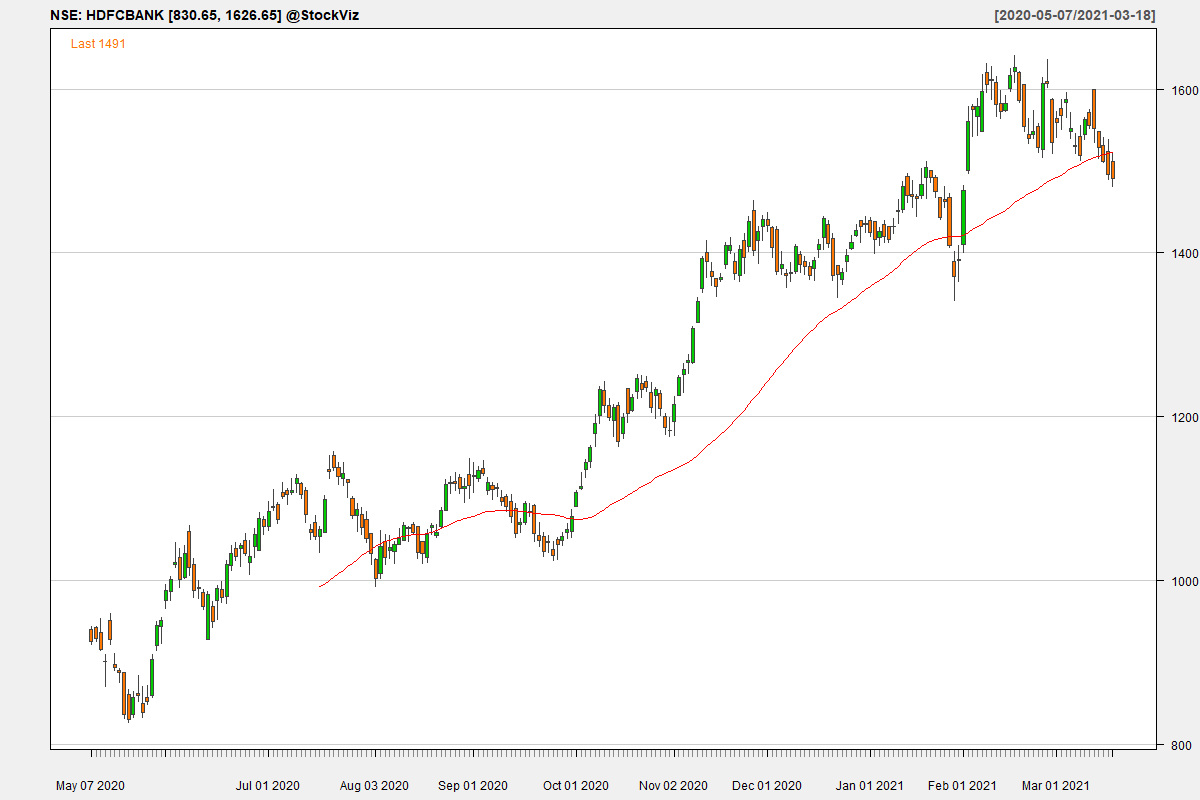 NSE: HDFCBANK [830.65, 1626.65] @StockViz [2020-05-07/2021-03-18]
Last 1491
1600
1400
1200
1000
800
May 07 2020 Jul 01 2020 Aug 03 2020 Sep 01 2020 Oct 01 2020 Nov 02 2020 Dec 01 2020 Jan 01 2021 Feb 01 2021 Mar 01 2021